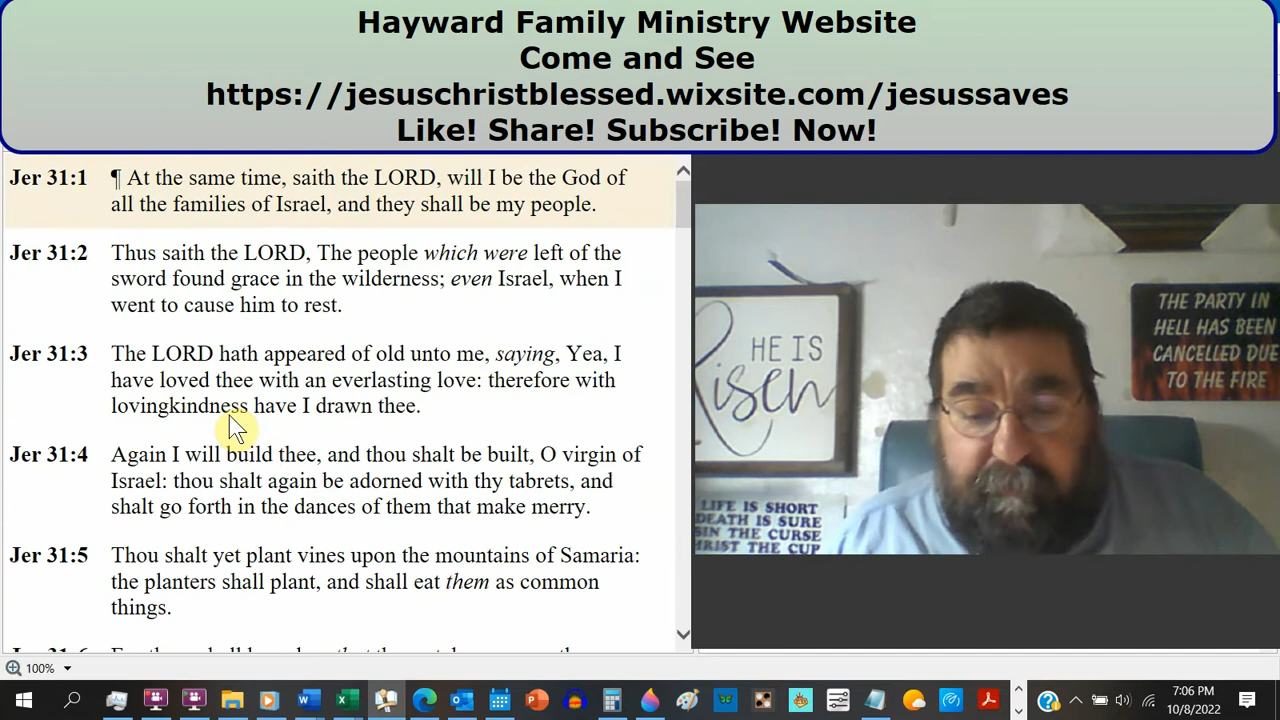 Hayward Family Ministry Website
Come and See
https://jesuschristblessed.wixsite.com/jesussaves
Like! Share! Subscribe! Now!
Jer 31:1 ¶ At the same time, saith the LORD, will I be the God of
all the families of Israel, and they shall be my people.
Jer 31:2 Thus saith the LORD, The people which were left of the
sword found grace in the wilderness; even Israel, when I
went to cause him to rest.
Jer 31:3 The LORD hath appeared of old unto me, saying, Yea, I
have loved thee with an everlasting love: therefore with
lovingkindness have I drawn thee.
Jer 31:4 Again I will build thee, and thou shalt be built, O virgin of
Israel: thou shalt again be adorned with thy tabrets, and
shalt go forth in the dances of them that make merry.
Jer 31:5 Thou shalt yet plant vines upon the mountains of Samaria:
the planters shall plant, and shall eat them as common
things.
HE IS
Risen
THE PARTY IN
HELL HAS BEEN
CANCELLED DUE
TO THE FIRE
LIFE IS SHORT
DEATH IS SURE
SIN THE CURSE
HRIST THE CUP
100%
7:06 PM
10/8/2022